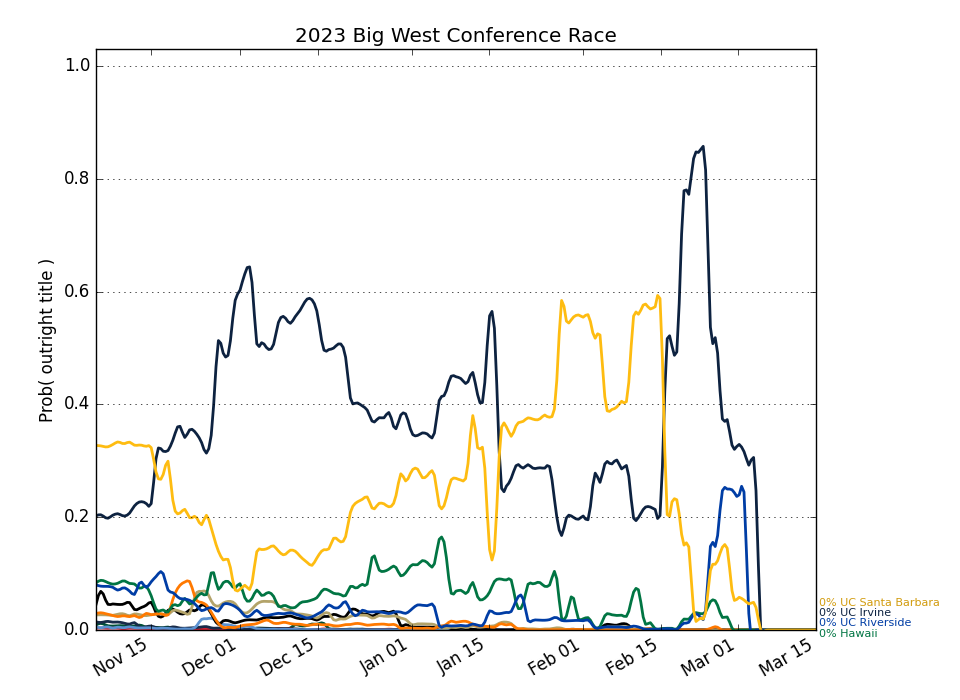 2023 Big West Conference Race
Prob( outright title )
1.0
0.8
0.6
0.4
0.2
0.0
0% UC Santa Barbara
0% UC Irvine
0% UC Riverside
0% Hawaii
Nov 15
Dec 01
Dec 15
Jan 01
Jan 15
Feb 01
Feb 15
Mar 01
Mar 15